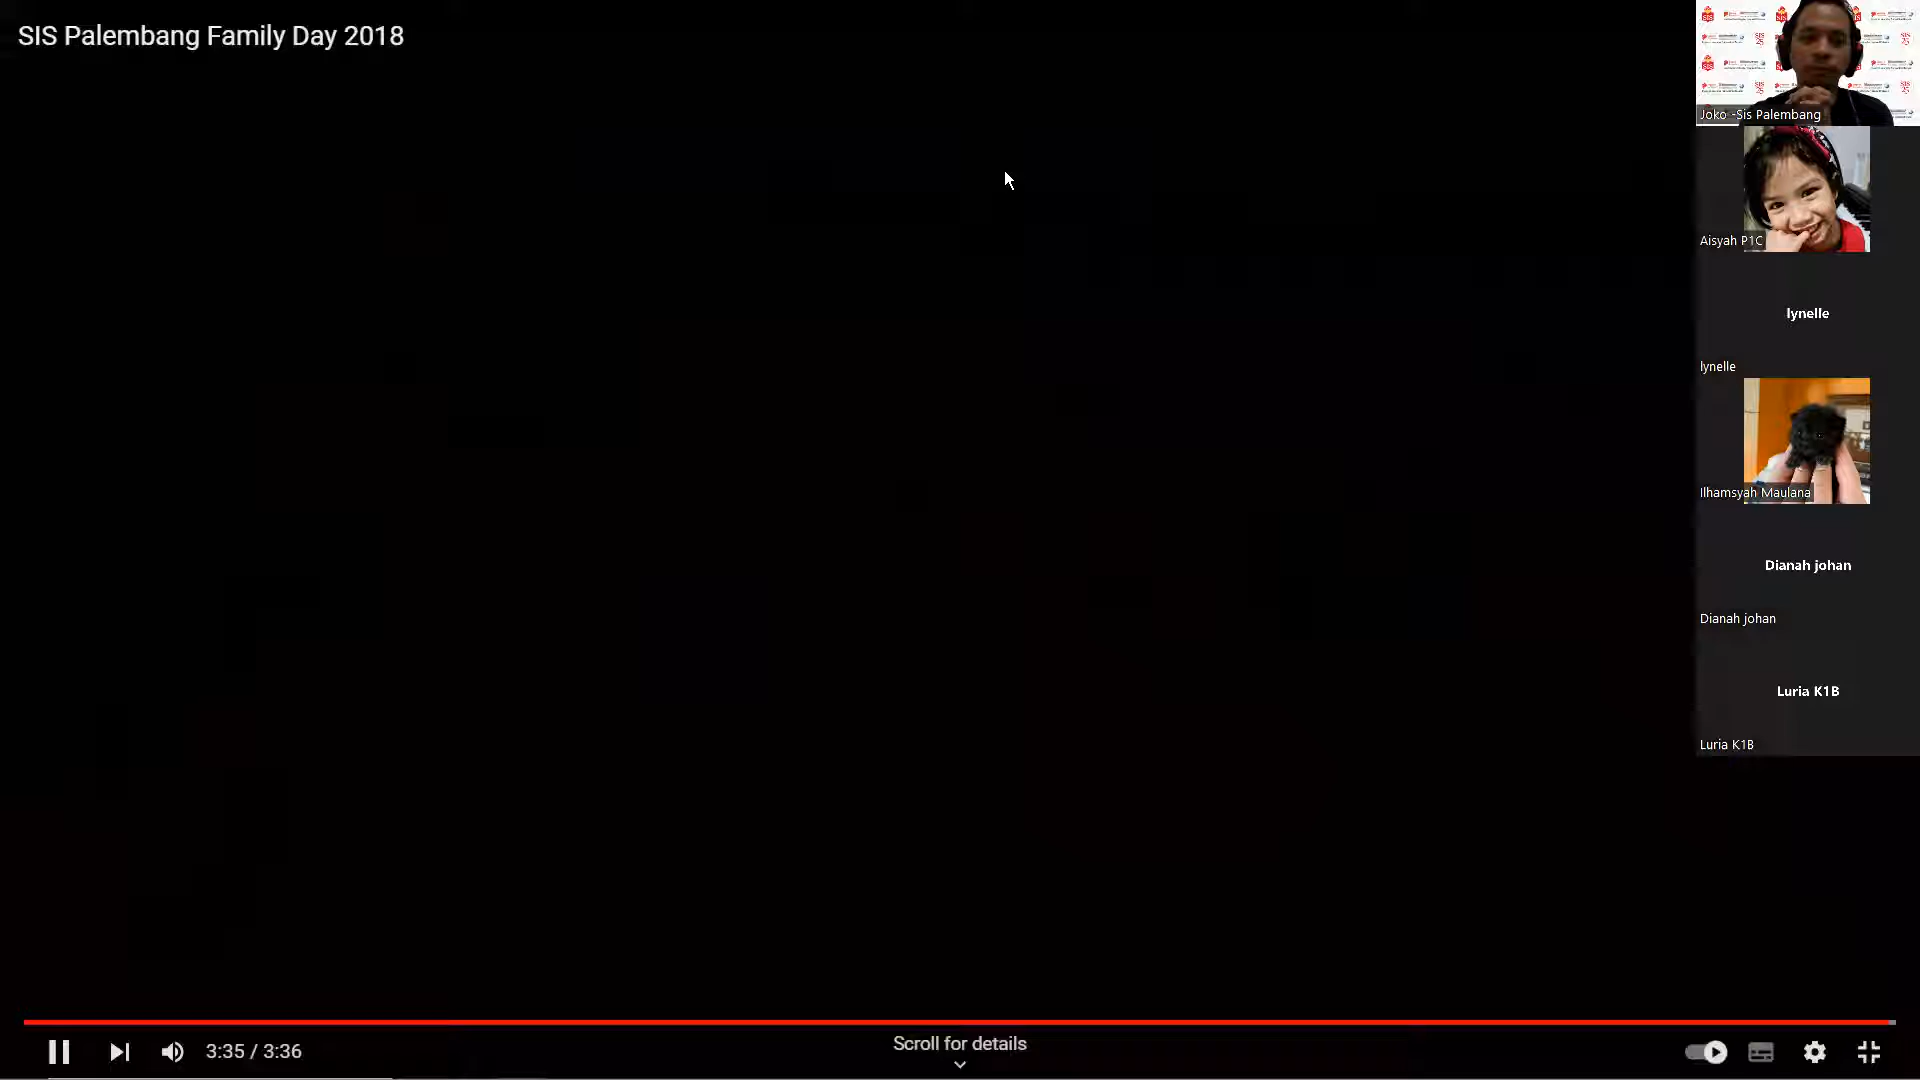 SIS Palembang Family Day 2018
Joko -Sis Palembang
Aisyah P1C
lynelle
lynelle
Ilhamsyah Maulana
Dianah johan
Dianah johan
Luria K1B
Luria K1B
3:35 / 3:36
Scroll for details